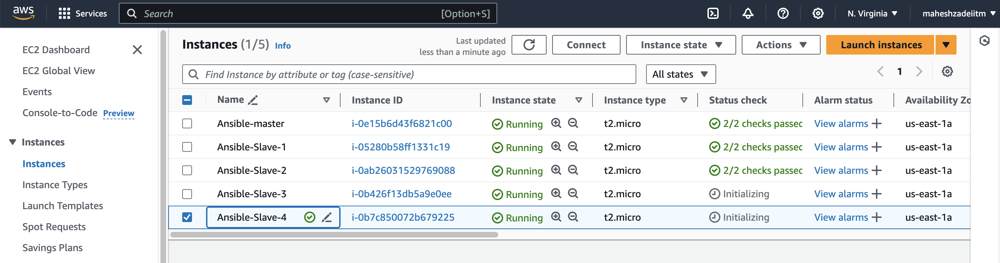 aws Services Search [Option+S] N. Virginia maheshzadeiitm
EC2 Dashboard
EC2 Global View
Events
Console-to-Code Preview
Instances
Instances
Instance Types
Launch Templates
Spot Requests
Savings Plans
Instances (1/5) Info
Last updated
less than a minute ago
Connect Instance state Actions Launch instances
Find Instance by attribute or tag (case-sensitive) All states 1
Name Instance ID Instance state Instance type Status check Alarm status Availability Zo
Ansible-master i-0e15b6d43f6821c00 Running t2.micro 2/2 checks passed View alarms us-east-1a
Ansible-Slave-1 i-05280b58ff1331c19 Running t2.micro 2/2 checks passed View alarms us-east-1a
Ansible-Slave-2 i-0ab26031529769088 Running t2.micro 2/2 checks passed View alarms us-east-1a
Ansible-Slave-3 i-0b426f13db5a9e0ee Running t2.micro Initializing View alarms us-east-1a
Ansible-Slave-4 i-0b7c850072b679225 Running t2.micro Initializing View alarms us-east-1a